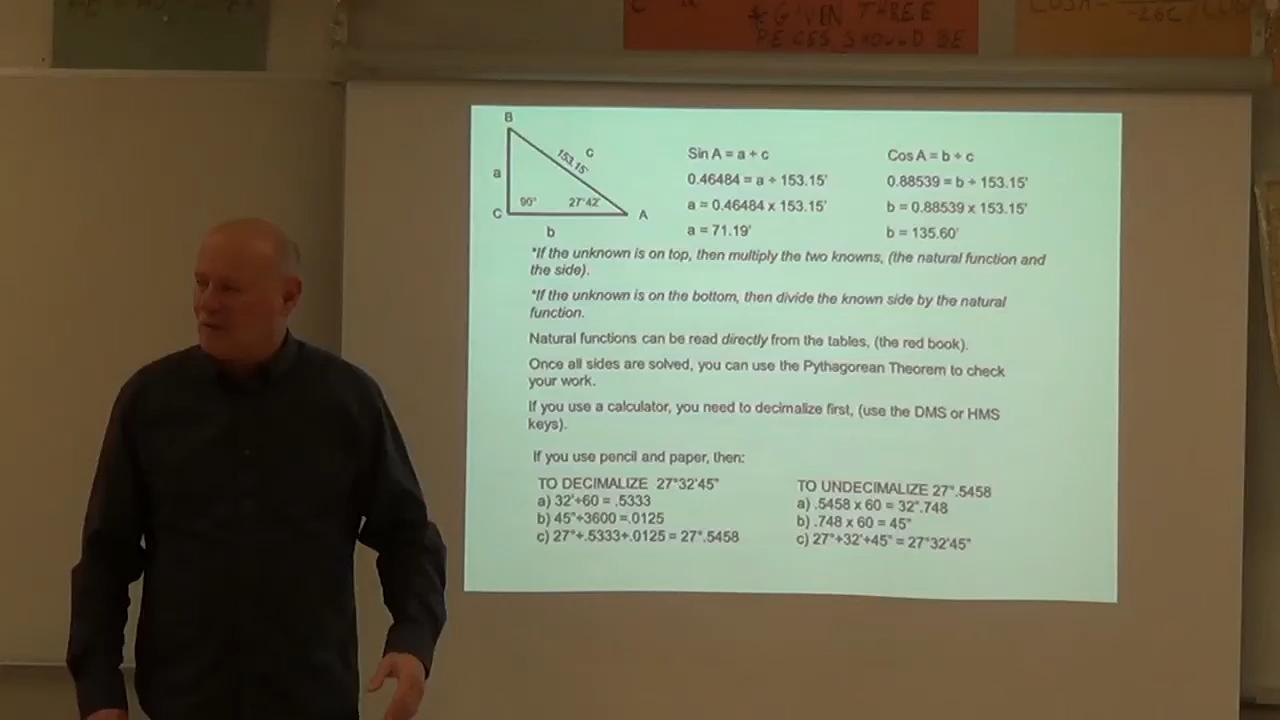 * GIVEN THREE
PIECES SHOULD BE
COS A =
-2bc
B
c
153.15'
a
90°
27°42'
C
A
b
Sin A = a ÷ c
0.46484 = a ÷ 153.15'
a = 0.46484 x 153.15'
a = 71.19'
Cos A = b ÷ c
0.88539 = b ÷ 153.15'
b = 0.88539 x 153.15'
b = 135.60'
*If the unknown is on top, then multiply the two knowns, (the natural function and
the side).
*If the unknown is on the bottom, then divide the known side by the natural
function.
Natural functions can be read directly from the tables, (the red book).
Once all sides are solved, you can use the Pythagorean Theorem to check
your work.
If you use a calculator, you need to decimalize first, (use the DMS or HMS
keys).
If you use pencil and paper, then:
TO DECIMALIZE 27°32'45"
a) 32'÷60 = .5333
b) 45"÷3600 =.0125
c) 27°+.5333+.0125 = 27°.5458
TO UNDECIMALIZE 27°.5458
a) .5458 x 60 = 32".748
b) .748 x 60 = 45"
c) 27°+32'+45" = 27°32'45"